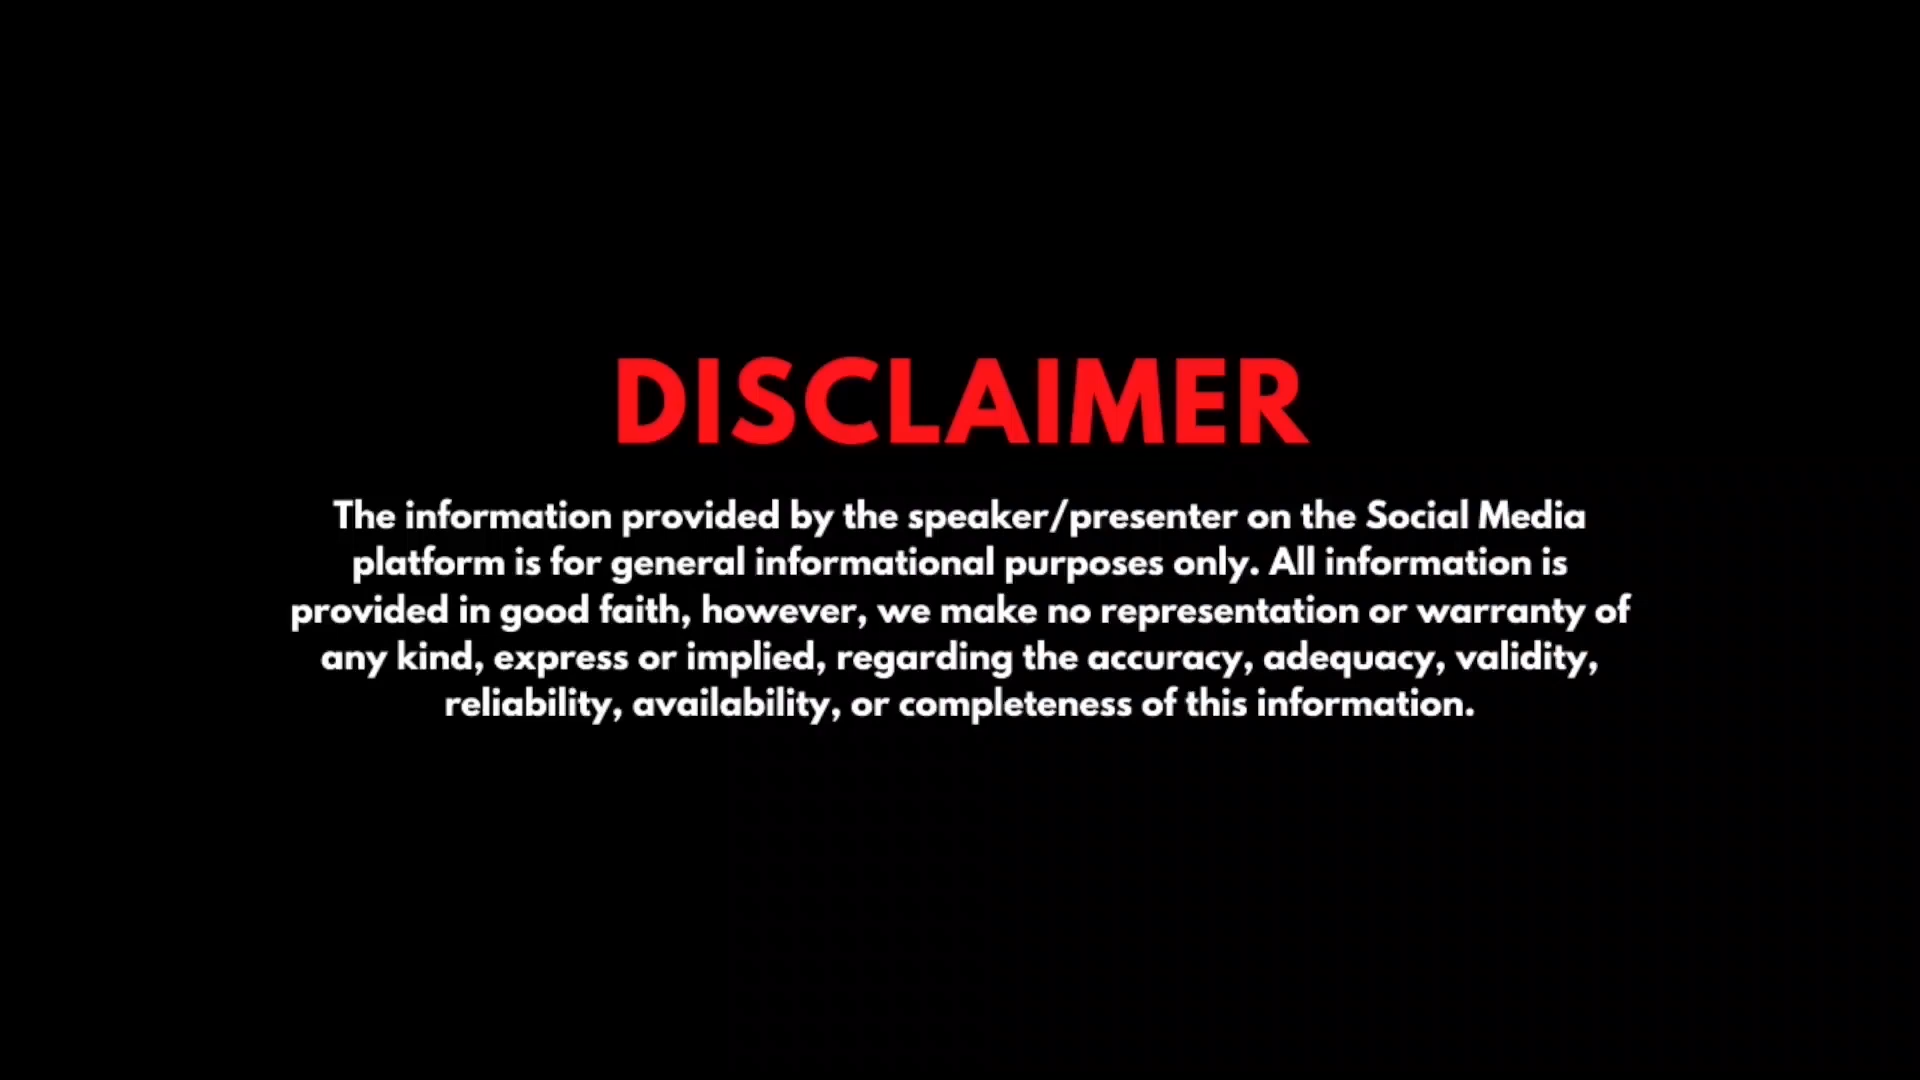 DISCLAIMER
The information provided by the speaker/presenter on the Social Media
platform is for general informational purposes only. All information is
provided in good faith, however, we make no representation or warranty of
any kind, express or implied, regarding the accuracy, adequacy, validity,
reliability, availability, or completeness of this information.